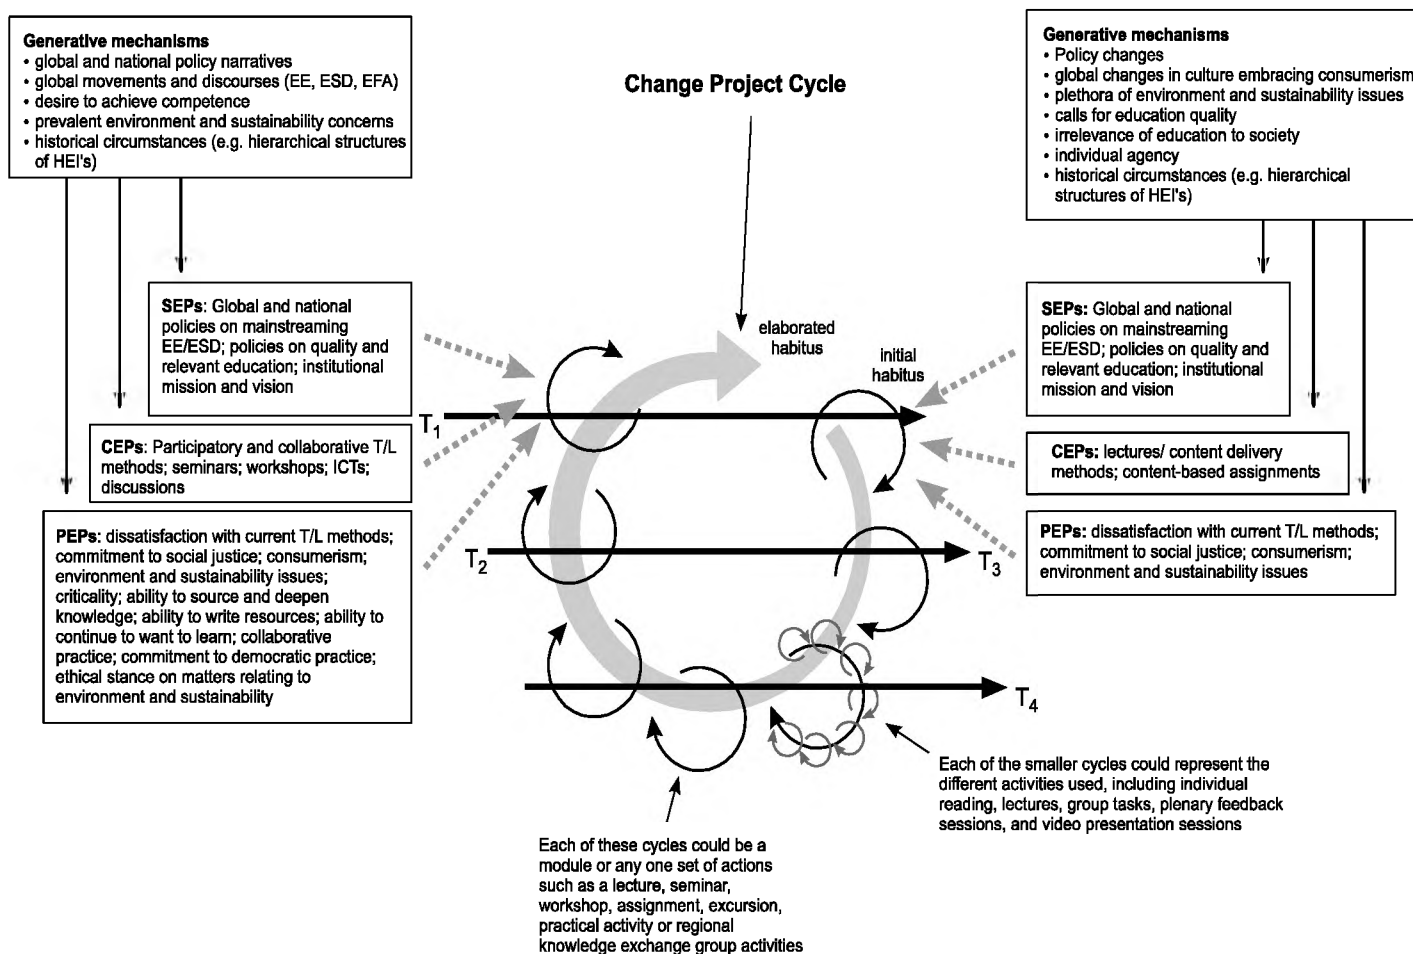 Generative mechanisms
• global and national policy narratives
• global movements and discourses (EE, ESD, EFA)
• desire to achieve competence
• prevalent environment and sustainability concerns
• historical circumstances (e.g. hierarchical structures
of HEI's)
Change Project Cycle
Generative mechanisms
• Policy changes
• global changes in culture embracing consumerism
• plethora of environment and sustainability issues
• calls for education quality
• irrelevance of education to society
• individual agency
• historical circumstances (e.g. hierarchical
structures of HEI's)
SEPs: Global and national
policies on mainstreaming
EE/ESD; policies on quality and
relevant education; institutional
mission and vision
elaborated
habitus
initial
habitus
SEPs: Global and national
policies on mainstreaming
EE/ESD; policies on quality and
relevant education; institutional
mission and vision
T1
CEPs: Participatory and collaborative T/L
methods; seminars; workshops; ICTs;
discussions
CEPs: lectures/ content delivery
methods; content-based assignments
PEPs: dissatisfaction with current T/L methods;
commitment to social justice; consumerism;
environment and sustainability issues;
criticality; ability to source and deepen
knowledge; ability to write resources; ability to
continue to want to learn; collaborative
practice; commitment to democratic practice;
ethical stance on matters relating to
environment and sustainability
T2
T3
PEPs: dissatisfaction with current T/L methods;
commitment to social justice; consumerism;
environment and sustainability issues
T4
Each of the smaller cycles could represent the
different activities used, including individual
reading, lectures, group tasks, plenary feedback
sessions, and video presentation sessions
Each of these cycles could be a
module or any one set of actions
such as a lecture, seminar,
workshop, assignment, excursion,
practical activity or regional
knowledge exchange group activities